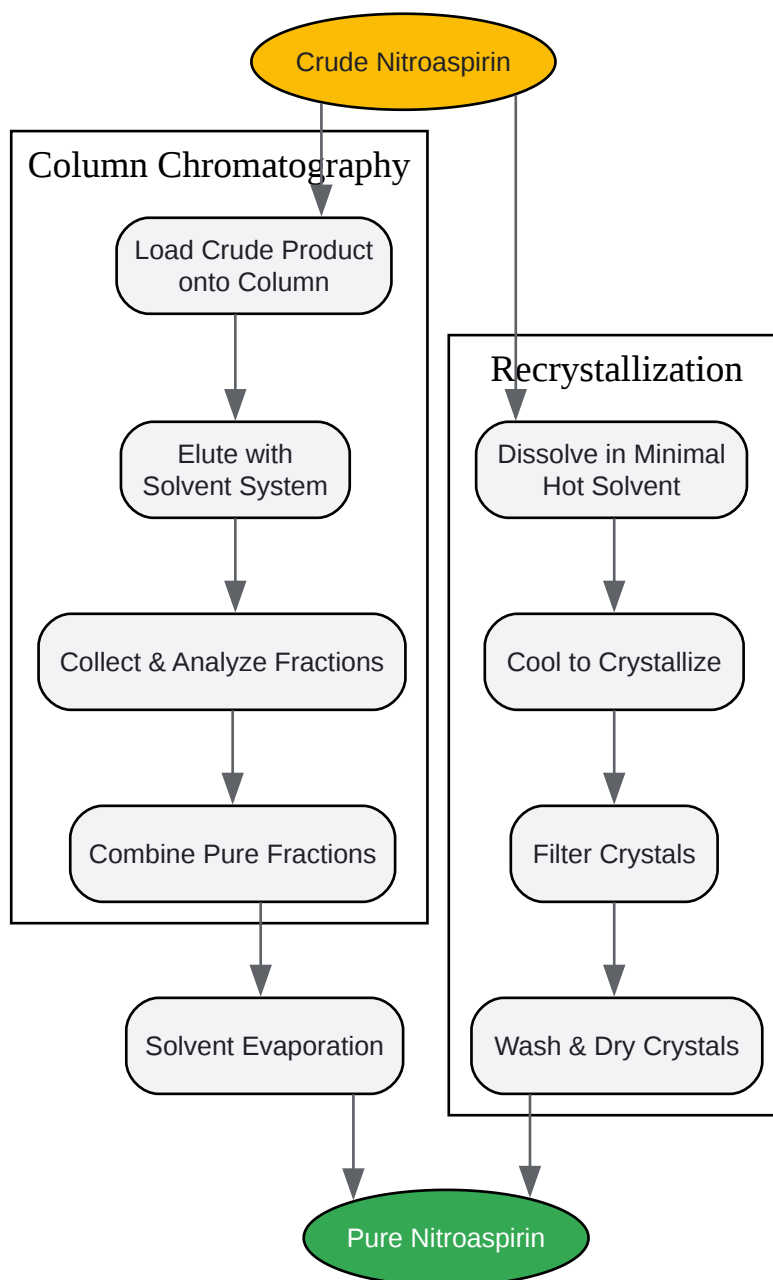 Crude Nitroaspirin
Column Chromatography
Load Crude Product
onto Column
Elute with
Solvent System
Collect & Analyze Fractions
Combine Pure Fractions
Solvent Evaporation
Recrystallization
Dissolve in Minimal
Hot Solvent
Cool to Crystallize
Filter Crystals
Wash & Dry Crystals
Pure Nitroaspirin